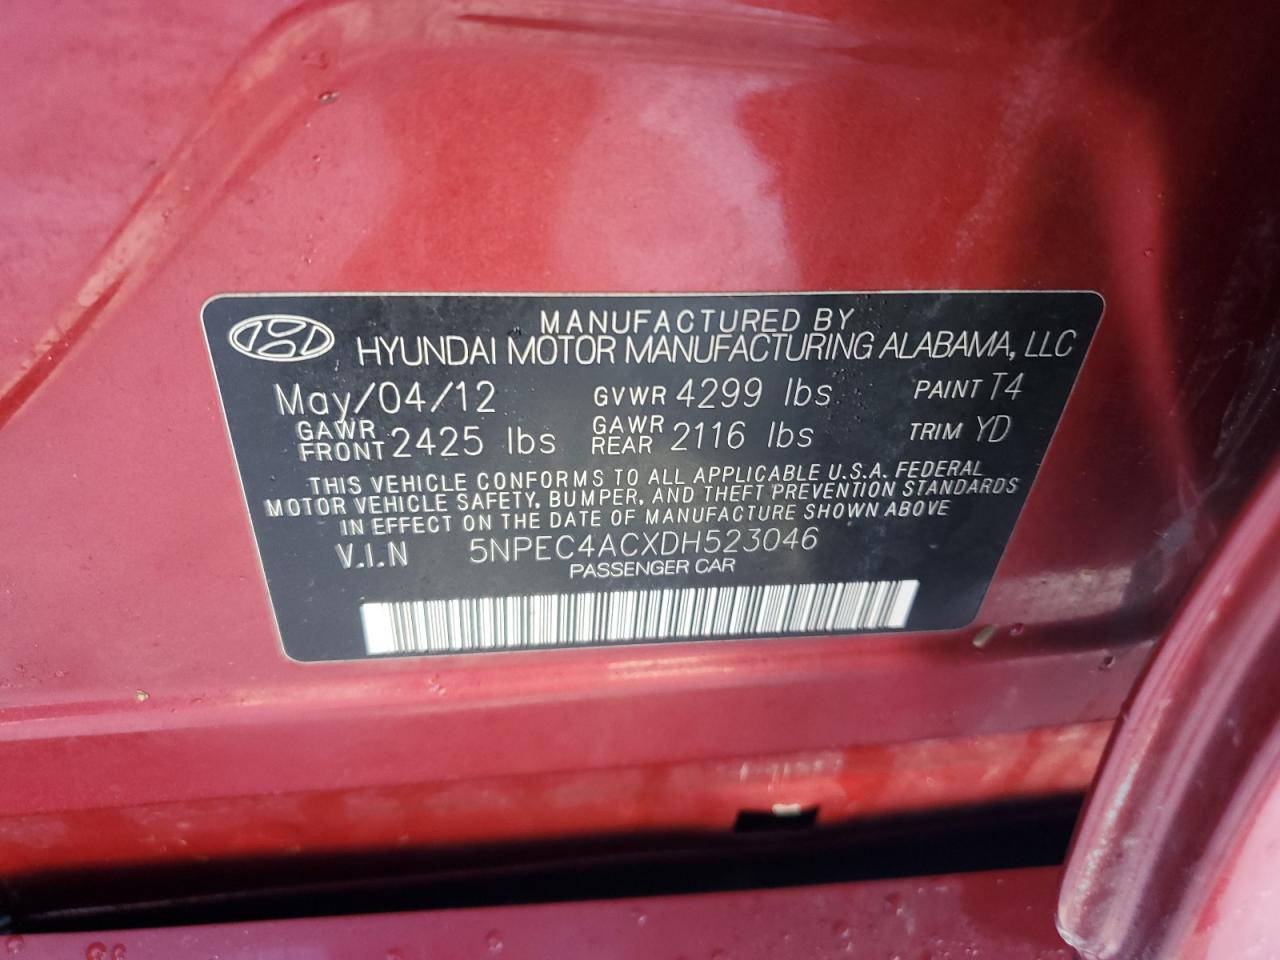 MANUFACTURED BY
HYUNDAI MOTOR MANUFACTURING ALABAMA, LLC
May/04/12 GVWR 4299 lbs PAINT T4
GAWR FRONT 2425 lbs GAWR REAR 2116 lbs TRIM YD
THIS VEHICLE CONFORMS TO ALL APPLICABLE U.S.A. FEDERAL
MOTOR VEHICLE SAFETY, BUMPER, AND THEFT PREVENTION STANDARDS
IN EFFECT ON THE DATE OF MANUFACTURE SHOWN ABOVE
V.I.N 5NPEC4ACXDH523046
PASSENGER CAR